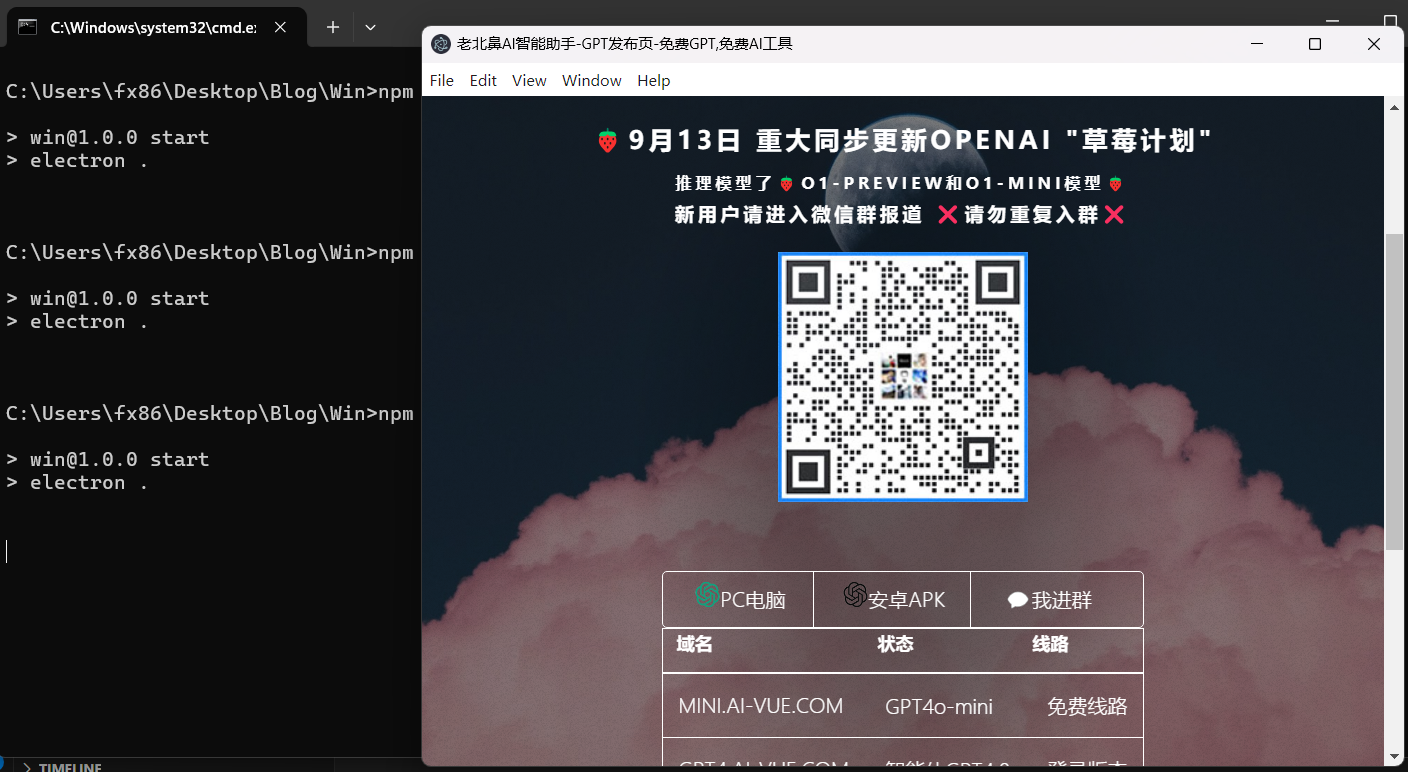 C:\Windows\system32\cmd.e
C:\Users\fx86\Desktop\Blog\Win>npm
> win@1.0.0 start
> electron .
C:\Users\fx86\Desktop\Blog\Win>npm
> win@1.0.0 start
> electron .
C:\Users\fx86\Desktop\Blog\Win>npm
> win@1.0.0 start
> electron .
TIMELINE
老北鼻AI智能助手-GPT发布页-免费GPT,免费AI工具
File Edit View Window Help
9月13日 重大同步更新OPENAI "草莓计划"
推理模型了🍓O1-PREVIEW和O1-MINI模型🍓
新用户请进入微信群报道 ❌请勿重复入群❌
PC电脑 安卓APK 我进群
域名 状态 线路
MINI.AI-VUE.COM GPT4o-mini 免费线路
GPT4.AI-VUE.COM